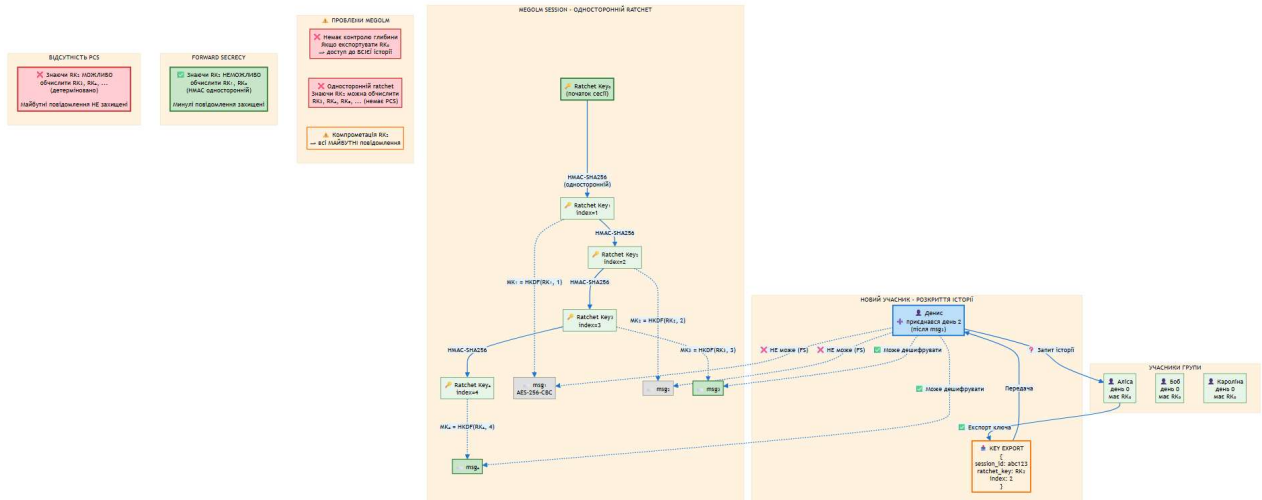 ВІДСУТНІСТЬ PCS
❌ Знаючи RK₂ МОЖЛИВО
обчислити RK₃, RK₄, ...
(детерміновано)
Майбутні повідомлення НЕ захищені
FORWARD SECRECY
✅ Знаючи RK₂ НЕМОЖЛИВО
обчислити RK₁, RK₀
(HMAC односторонній)
Минулі повідомлення захищені
⚠️ ПРОБЛЕМИ MEGOLM
❌ Немає контролю глибини
Якщо експортувати RK₀
→ доступ до ВСІЄЇ історії
❌ Односторонній ratchet
Знаючи RK₂ можна обчислити
RK₃, RK₄, RK₅, ... (немає PCS)
⚠️ Компрометація RK₂
→ всі МАЙБУТНІ повідомлення
MEGOLM SESSION - ОДНОСТОРОННІЙ RATCHET
🔑 Ratchet Key₀
(початок сесії)
HMAC-SHA256
(односторонній)
🔑 Ratchet Key₁
index=1
HMAC-SHA256
🔑 Ratchet Key₂
index=2
MK₁ = HKDF(RK₁, 1)
HMAC-SHA256
🔑 Ratchet Key₃
index=3
MK₂ = HKDF(RK₂, 2)
HMAC-SHA256
MK₃ = HKDF(RK₃, 3)
🔑 Ratchet Key₄
index=4
msg₁
AES-256-CBC
msg₂
msg₃
MK₄ = HKDF(RK₄, 4)
msg₄
НОВИЙ УЧАСНИК - РОЗКРИТТЯ ІСТОРІЇ
👤 Денис
➕ приєднався день 2
(після msg₂)
❌ НЕ може (FS)
❌ НЕ може (FS)
✅ Може дешифрувати
❓ Запит історії
✅ Може дешифрувати
Передача
✅ Експорт ключа
KEY EXPORT
{
session_id: abc123
ratchet_key: RK₂
index: 2
}
УЧАСНИКИ ГРУПИ
👤 Аліса
день 0
має RK₀
👤 Боб
день 0
має RK₀
👤 Кароліна
день 0
має RK₀